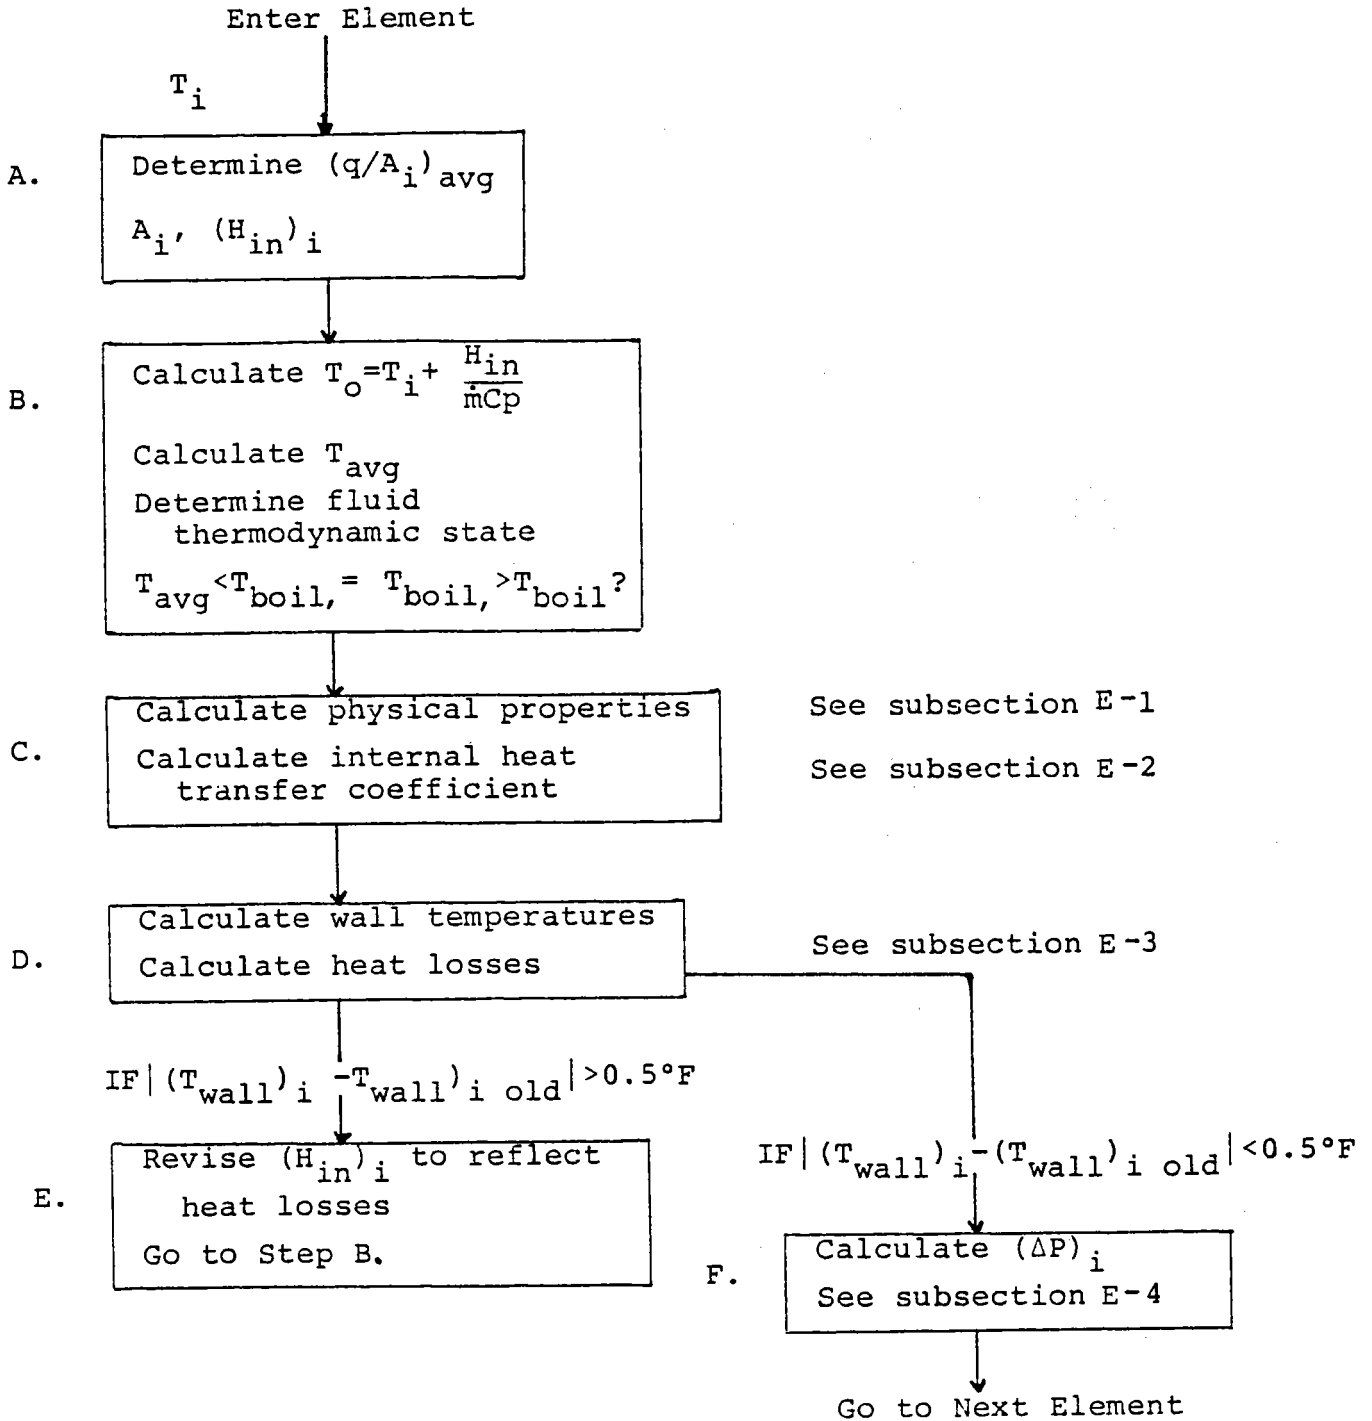 Enter Element
T_i
A.
Determine (q/A_i)_avg
A_i, (H_in)_i
B.
Calculate T_o=T_i+ H_in/ṁCp
Calculate T_avg
Determine fluid
thermodynamic state
T_avg<T_boil,= T_boil,>T_boil?
C.
Calculate physical properties
See subsection E-1
Calculate internal heat
transfer coefficient
See subsection E-2
D.
Calculate wall temperatures
Calculate heat losses
See subsection E-3
IF|(T_wall)_i -T_wall)_i old|>0.5°F
E.
Revise (H_in)_i to reflect
heat losses
Go to Step B.
IF|(T_wall)_i-(T_wall)_i old|<0.5°F
F.
Calculate (ΔP)_i
See subsection E-4
Go to Next Element